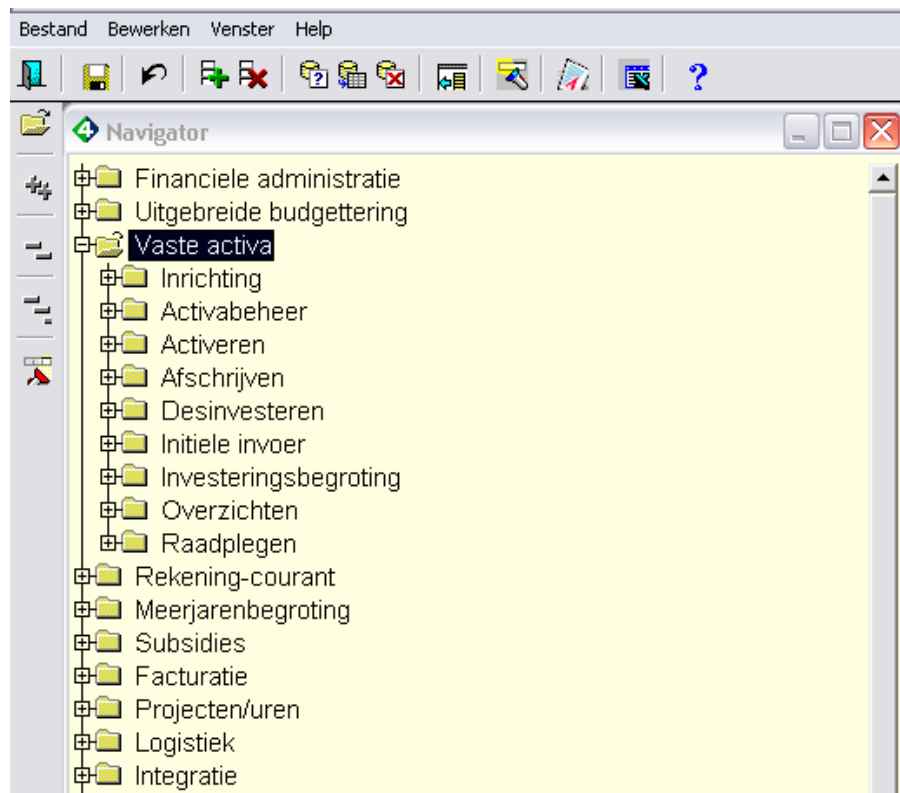 Bestand Bewerken Venster Help
?
4 Navigator
Financiele administratie
Uitgebreide budgettering
Vaste activa
Inrichting
Activabeheer
Activeren
Afschrijven
Desinvesteren
Initiele invoer
Investeringsbegroting
Overzichten
Raadplegen
Rekening-courant
Meerjarenbegroting
Subsidies
Facturatie
Projecten/uren
Logistiek
Integratie